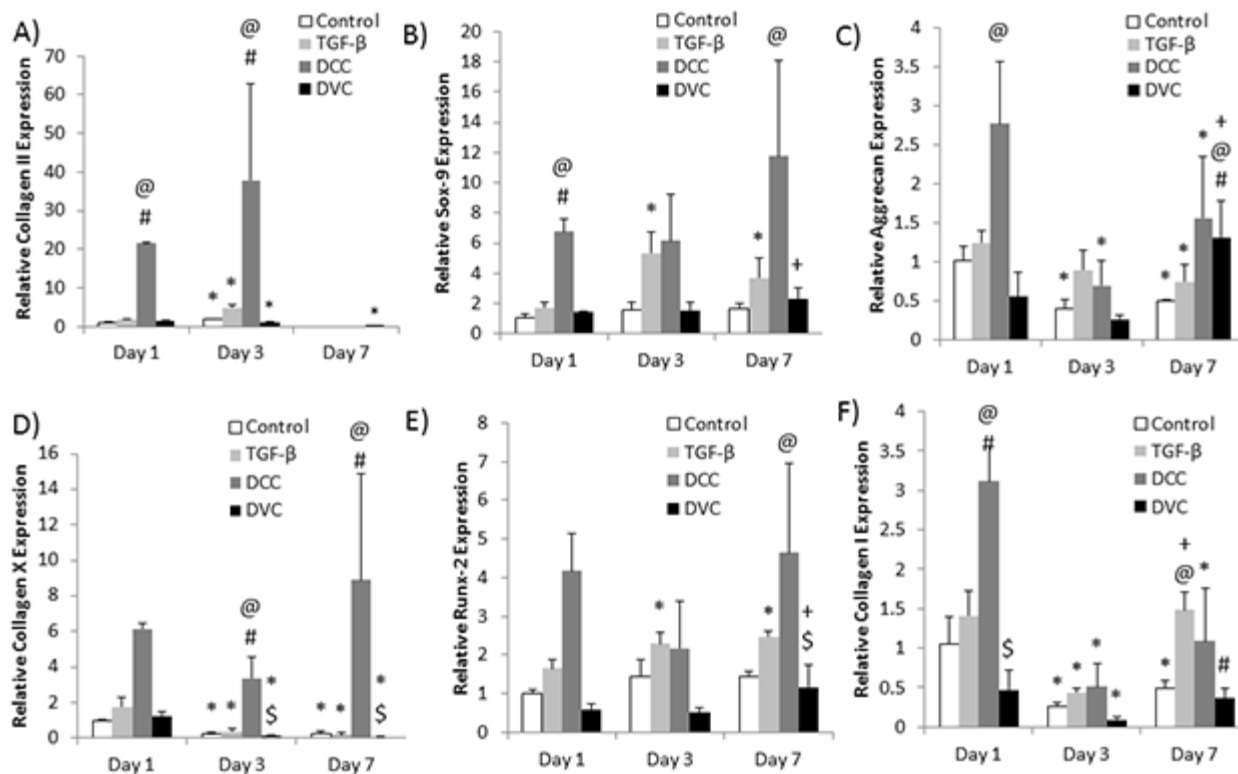 A)
Control
TGF-β
DCC
DVC
Relative Collagen II Expression
70
60
50
40
30
20
10
0
@
#
* *
@
#
*
*
Day 1 Day 3 Day 7
B)
Control
TGF-β
DCC
DVC
Relative Sox-9 Expression
20
18
16
14
12
10
8
6
4
2
0
@
#
*
*
@
+
Day 1 Day 3 Day 7
C)
Control
TGF-β
DCC
DVC
Relative Aggrecan Expression
4
3.5
3
2.5
2
1.5
1
0.5
0
@
* *
* * *
+
@
#
Day 1 Day 3 Day 7
D)
Control
TGF-β
DCC
DVC
Relative Collagen X Expression
16
14
12
10
8
6
4
2
0
* *
@
#
*
$
* *
@
#
*
$
Day 1 Day 3 Day 7
E)
Control
TGF-β
DCC
DVC
Relative Runx-2 Expression
8
7
6
5
4
3
2
1
0
*
*
@
+
$
Day 1 Day 3 Day 7
F)
Control
TGF-β
DCC
DVC
Relative Collagen I Expression
4
3.5
3
2.5
2
1.5
1
0.5
0
@
#
$
* * * *
*
+
@
*
#
Day 1 Day 3 Day 7